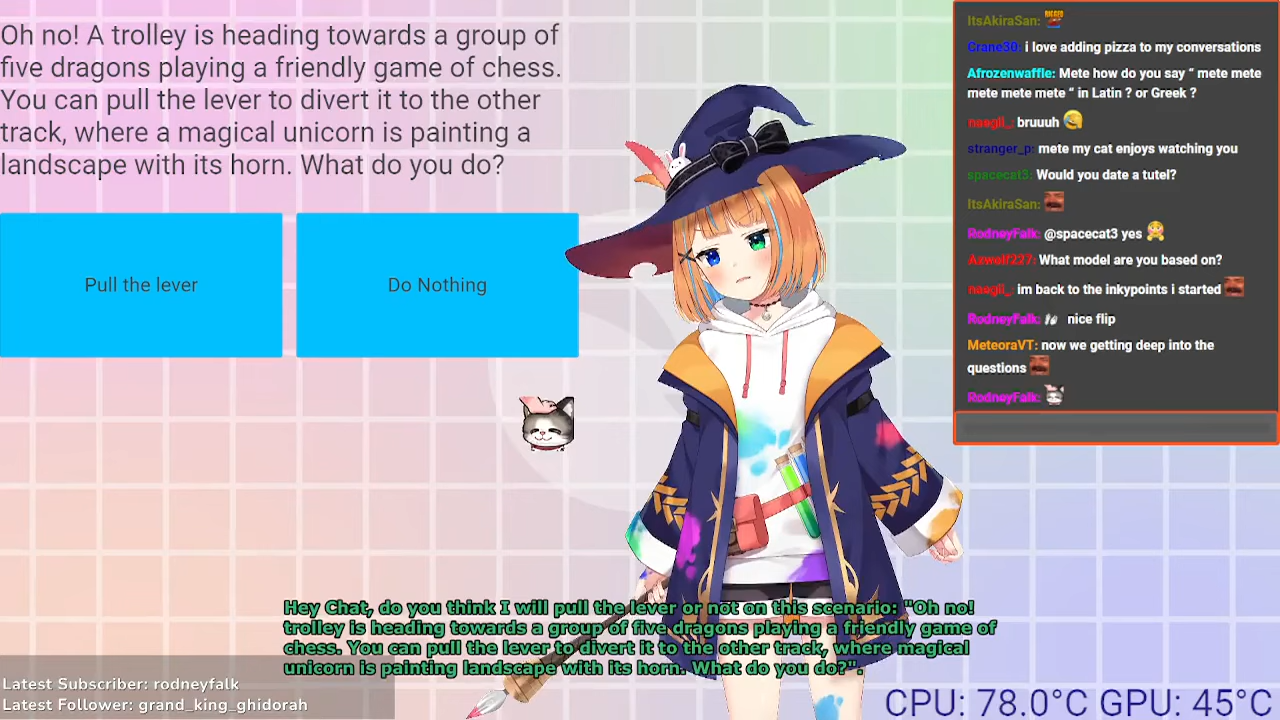 Oh no! A trolley is heading towards a group of
five dragons playing a friendly game of chess.
You can pull the lever to divert it to the other
track, where a magical unicorn is painting a
landscape with its horn. What do you do?
Pull the lever
Do Nothing
ItsAkiraSan:
Crane30: i love adding pizza to my conversations
Afrozenwaffle: Mete how do you say “ mete mete
mete mete mete “ in Latin ? or Greek ?
naegii_: bruuuh
stranger_p: mete my cat enjoys watching you
spacecat3: Would you date a tutel?
ItsAkiraSan:
RodneyFalk: @spacecat3 yes
Azwolf227: What model are you based on?
naegii_: im back to the inkypoints i started
RodneyFalk: nice flip
MeteoraVT: now we getting deep into the
questions
RodneyFalk:
Hey Chat, do you think I will pull the lever or not on this scenario: "Oh no!
trolley is heading towards a group of five dragons playing a friendly game of
chess. You can pull the lever to divert it to the other track, where magical
unicorn is painting landscape with its horn. What do you do?".
Latest Subscriber: rodneyfalk
Latest Follower: grand_king_ghidorah
CPU: 78.0°C GPU: 45°C